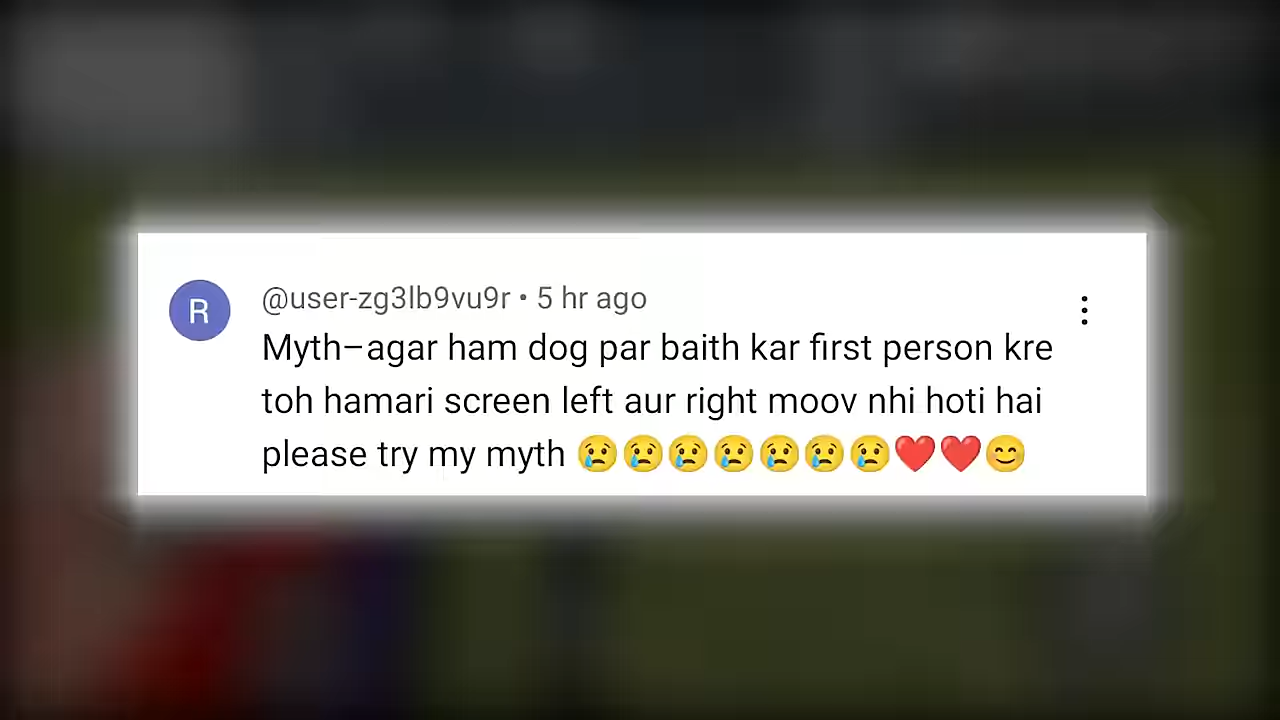 R
@user-zg3lb9vu9r • 5 hr ago
Myth–agar ham dog par baith kar first person kre
toh hamari screen left aur right moov nhi hoti hai
please try my myth 😢😢😢😢😢😢😢❤️❤️😊